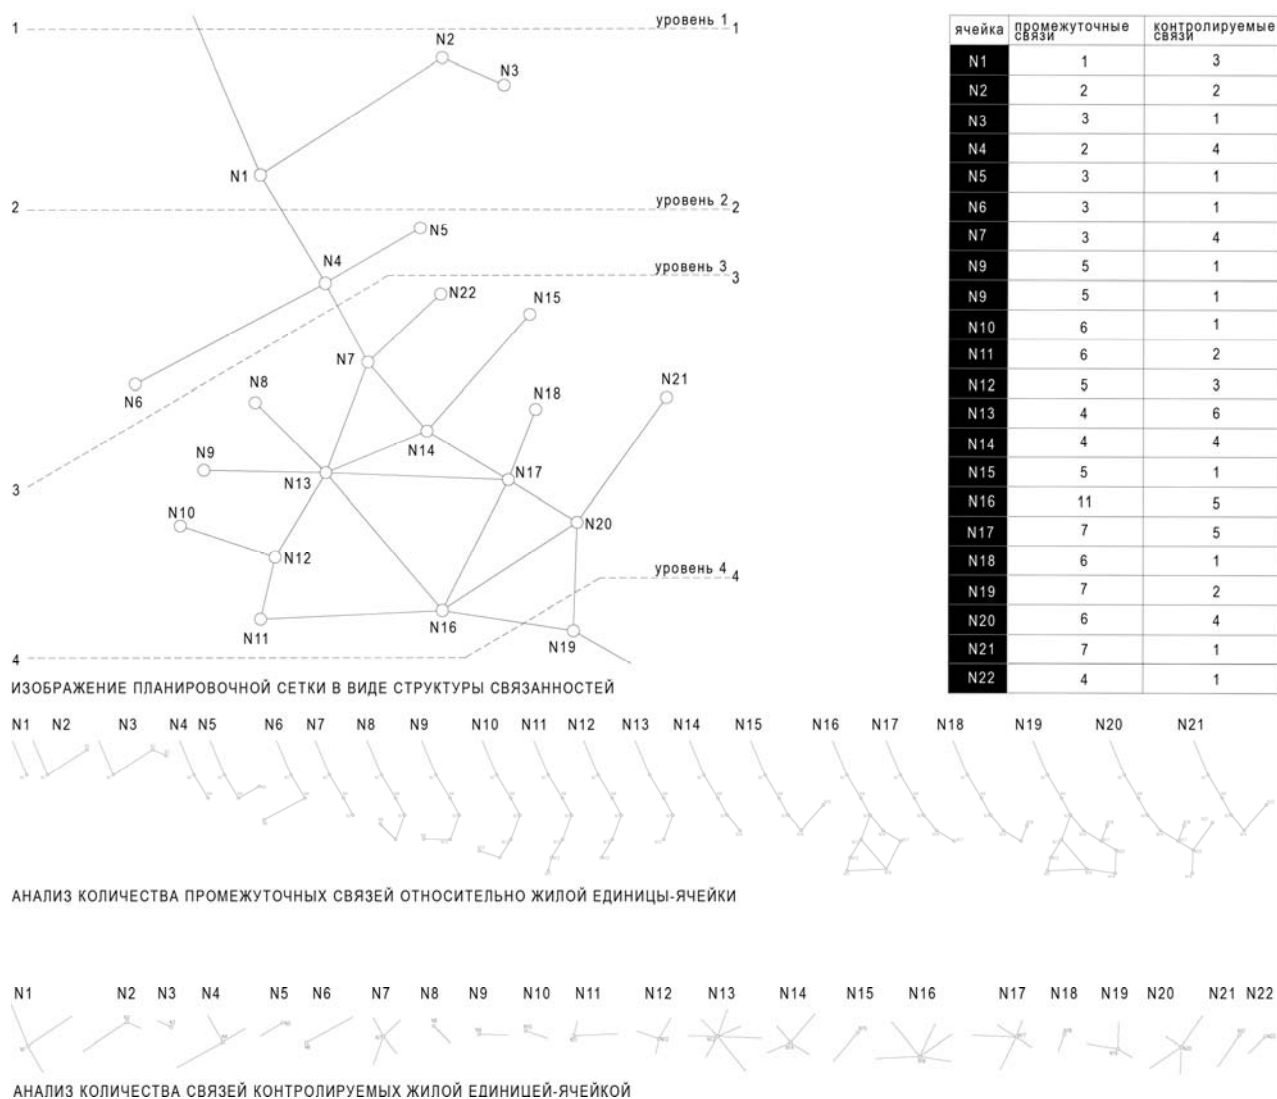 1 уровень 1 1
N2
N3
N1
2 уровень 2 2
N5
N4
уровень 3 3
N22
N15
N7
N8
N21
N6
N18
N14
N9
N13
N17
3
N10
N20
N12
уровень 4 4
N11
N16
N19
4
ИЗОБРАЖЕНИЕ ПЛАНИРОВОЧНОЙ СЕТКИ В ВИДЕ СТРУКТУРЫ СВЯЗАННОСТЕЙ
ячейка промежуточные связи контролируемые связи
N1 1 3
N2 2 2
N3 3 1
N4 2 4
N5 3 1
N6 3 1
N7 3 4
N9 5 1
N9 5 1
N10 6 1
N11 6 2
N12 5 3
N13 4 6
N14 4 4
N15 5 1
N16 11 5
N17 7 5
N18 6 1
N19 7 2
N20 6 4
N21 7 1
N22 4 1
N1 N2 N3 N4 N5 N6 N7 N8 N9 N10 N11 N12 N13 N14 N15 N16 N17 N18 N19 N20 N21
АНАЛИЗ КОЛИЧЕСТВА ПРОМЕЖУТОЧНЫХ СВЯЗЕЙ ОТНОСИТЕЛЬНО ЖИЛОЙ ЕДИНИЦЫ-ЯЧЕЙКИ
N1 N2 N3 N4 N5 N6 N7 N8 N9 N10 N11 N12 N13 N14 N15 N16 N17 N18 N19 N20 N21 N22
АНАЛИЗ КОЛИЧЕСТВА СВЯЗЕЙ КОНТРОЛИРУЕМЫХ ЖИЛОЙ ЕДИНИЦЕЙ-ЯЧЕЙКОЙ